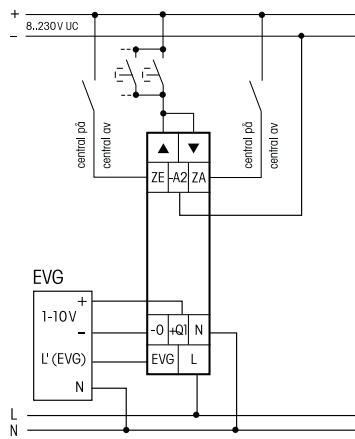 +
8..230V UC
–
central på
central av
central på
central av
▲ ▼
ZE -A2 ZA
EVG
+
1-10V
–
L' (EVG)
N
-0 +Q1 N
EVG L
L
N